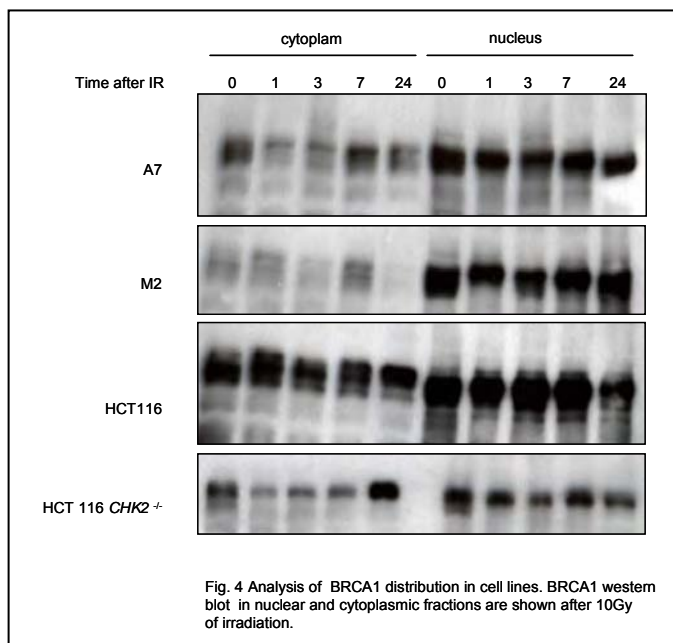 cytoplam nucleus
Time after IR 0 1 3 7 24 0 1 3 7 24
A7
M2
HCT116
HCT 116 CHK2 -/-
Fig. 4 Analysis of BRCA1 distribution in cell lines. BRCA1 western
blot in nuclear and cytoplasmic fractions are shown after 10Gy
of irradiation.